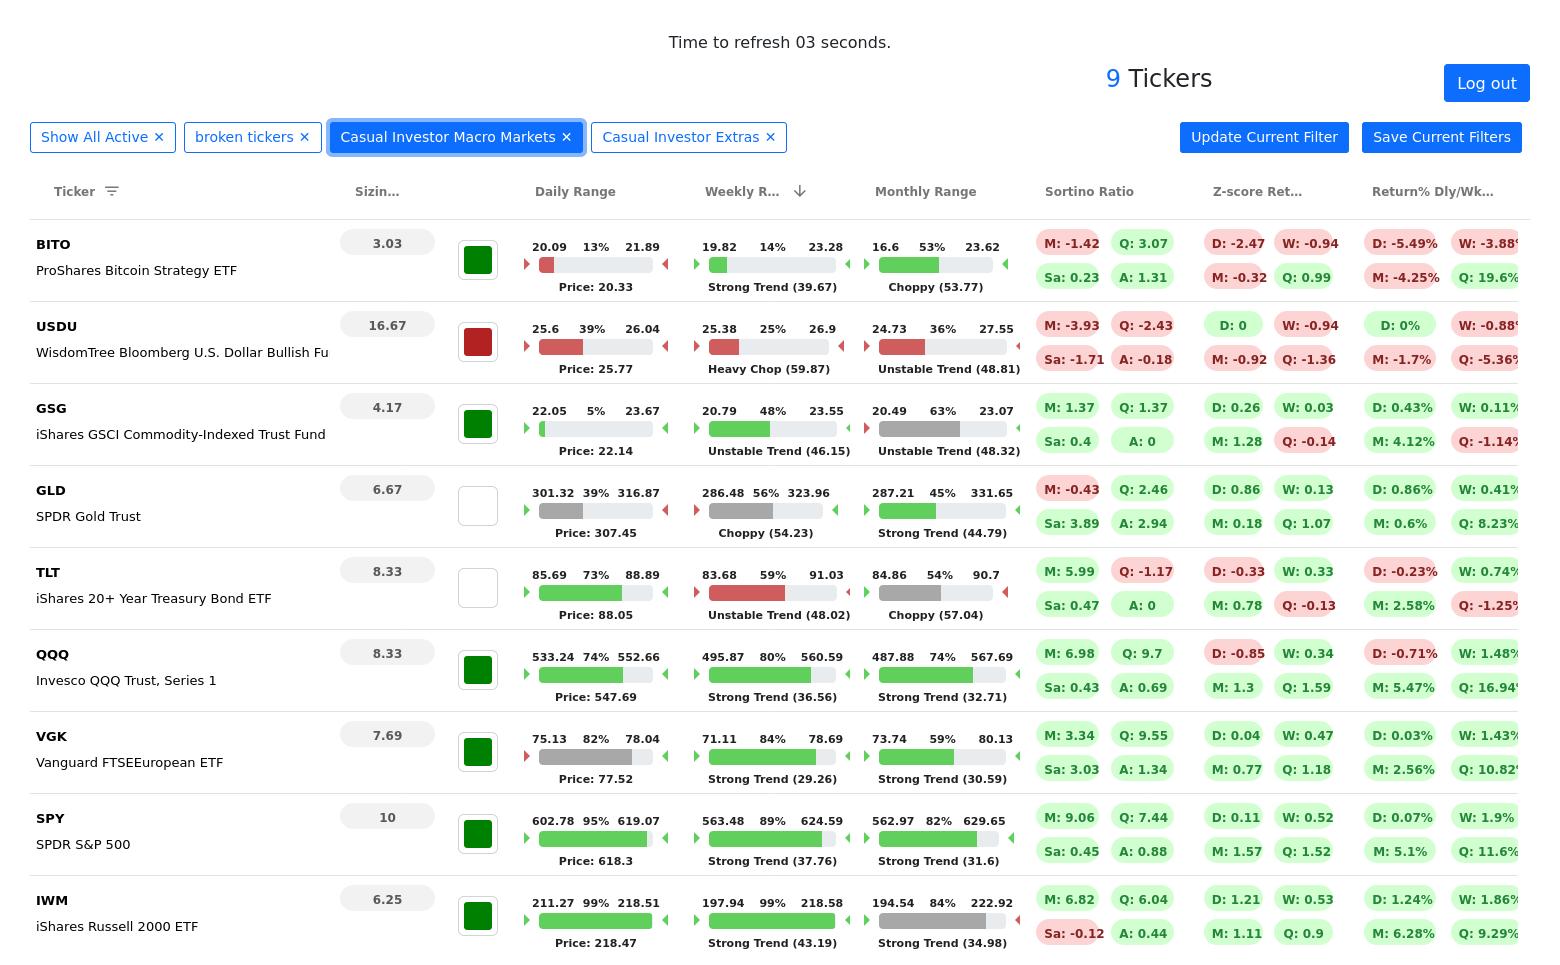 Time to refresh 03 seconds.
9 Tickers
Log out
Show All Active ✕ broken tickers ✕ Casual Investor Macro Markets ✕ Casual Investor Extras ✕ Update Current Filter Save Current Filters
Ticker Sizin... Daily Range Weekly R... Monthly Range Sortino Ratio Z-score Ret... Return% Dly/Wk...
BITO 3.03 20.09 13% 21.89 19.82 14% 23.28 16.6 53% 23.62 M: -1.42 Q: 3.07 D: -2.47 W: -0.94 D: -5.49% W: -3.88%
ProShares Bitcoin Strategy ETF Sa: 0.23 A: 1.31 M: -0.32 Q: 0.99 M: -4.25% Q: 19.6%
Price: 20.33 Strong Trend (39.67) Choppy (53.77)
USDU 16.67 25.6 39% 26.04 25.38 25% 26.9 24.73 36% 27.55 M: -3.93 Q: -2.43 D: 0 W: -0.94 D: 0% W: -0.88%
WisdomTree Bloomberg U.S. Dollar Bullish Fu Sa: -1.71 A: -0.18 M: -0.92 Q: -1.36 M: -1.7% Q: -5.36%
Price: 25.77 Heavy Chop (59.87) Unstable Trend (48.81)
GSG 4.17 22.05 5% 23.67 20.79 48% 23.55 20.49 63% 23.07 M: 1.37 Q: 1.37 D: 0.26 W: 0.03 D: 0.43% W: 0.11%
iShares GSCI Commodity-Indexed Trust Fund Sa: 0.4 A: 0 M: 1.28 Q: -0.14 M: 4.12% Q: -1.14%
Price: 22.14 Unstable Trend (46.15) Unstable Trend (48.32)
GLD 6.67 301.32 39% 316.87 286.48 56% 323.96 287.21 45% 331.65 M: -0.43 Q: 2.46 D: 0.86 W: 0.13 D: 0.86% W: 0.41%
SPDR Gold Trust Sa: 3.89 A: 2.94 M: 0.18 Q: 1.07 M: 0.6% Q: 8.23%
Price: 307.45 Choppy (54.23) Strong Trend (44.79)
TLT 8.33 85.69 73% 88.89 83.68 59% 91.03 84.86 54% 90.7 M: 5.99 Q: -1.17 D: -0.33 W: 0.33 D: -0.23% W: 0.74%
iShares 20+ Year Treasury Bond ETF Sa: 0.47 A: 0 M: 0.78 Q: -0.13 M: 2.58% Q: -1.25%
Price: 88.05 Unstable Trend (48.02) Choppy (57.04)
QQQ 8.33 533.24 74% 552.66 495.87 80% 560.59 487.88 74% 567.69 M: 6.98 Q: 9.7 D: -0.85 W: 0.34 D: -0.71% W: 1.48%
Invesco QQQ Trust, Series 1 Sa: 0.43 A: 0.69 M: 1.3 Q: 1.59 M: 5.47% Q: 16.94%
Price: 547.69 Strong Trend (36.56) Strong Trend (32.71)
VGK 7.69 75.13 82% 78.04 71.11 84% 78.69 73.74 59% 80.13 M: 3.34 Q: 9.55 D: 0.04 W: 0.47 D: 0.03% W: 1.43%
Vanguard FTSEEuropean ETF Sa: 3.03 A: 1.34 M: 0.77 Q: 1.18 M: 2.56% Q: 10.82%
Price: 77.52 Strong Trend (29.26) Strong Trend (30.59)
SPY 10 602.78 95% 619.07 563.48 89% 624.59 562.97 82% 629.65 M: 9.06 Q: 7.44 D: 0.11 W: 0.52 D: 0.07% W: 1.9%
SPDR S&P 500 Sa: 0.45 A: 0.88 M: 1.57 Q: 1.52 M: 5.1% Q: 11.6%
Price: 618.3 Strong Trend (37.76) Strong Trend (31.6)
IWM 6.25 211.27 99% 218.51 197.94 99% 218.58 194.54 84% 222.92 M: 6.82 Q: 6.04 D: 1.21 W: 0.53 D: 1.24% W: 1.86%
iShares Russell 2000 ETF Sa: -0.12 A: 0.44 M: 1.11 Q: 0.9 M: 6.28% Q: 9.29%
Price: 218.47 Strong Trend (43.19) Strong Trend (34.98)